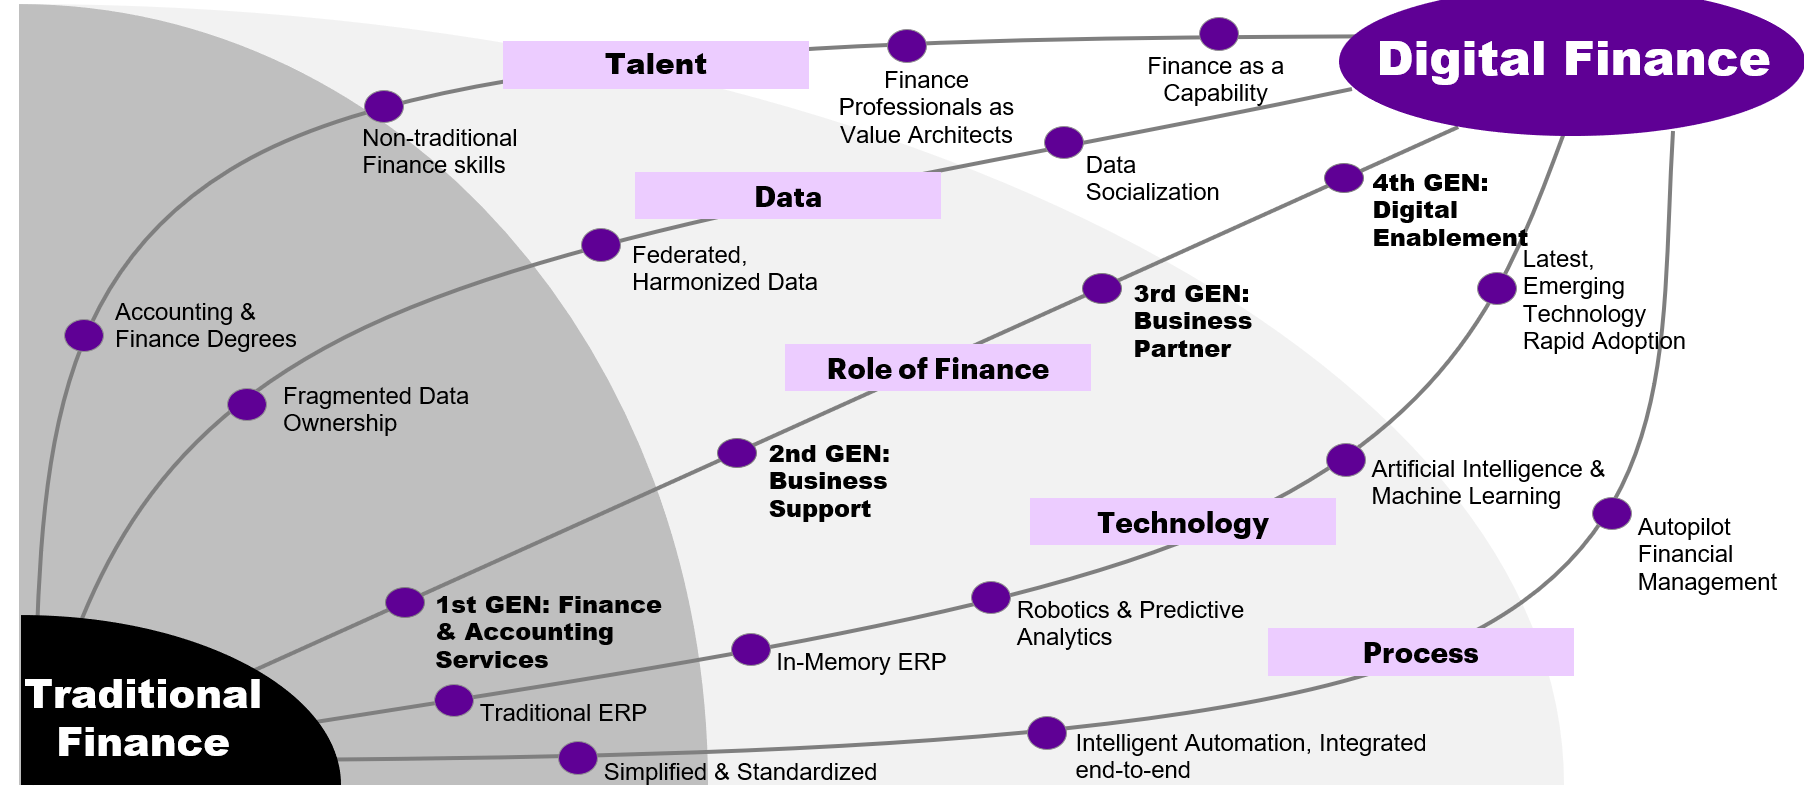 Digital Finance
Talent
Finance
Professionals as
Value Architects
Finance as a
Capability
Non-traditional
Finance skills
Accounting &
Finance Degrees
Data
Data
Socialization
Federated,
Harmonized Data
Fragmented Data
Ownership
Role of Finance
4th GEN:
Digital
Enablement
3rd GEN:
Business
Partner
2nd GEN:
Business
Support
1st GEN: Finance
& Accounting
Services
Technology
Latest,
Emerging
Technology
Rapid Adoption
Artificial Intelligence &
Machine Learning
Robotics & Predictive
Analytics
In-Memory ERP
Traditional ERP
Process
Autopilot
Financial
Management
Intelligent Automation, Integrated
end-to-end
Simplified & Standardized
Traditional
Finance